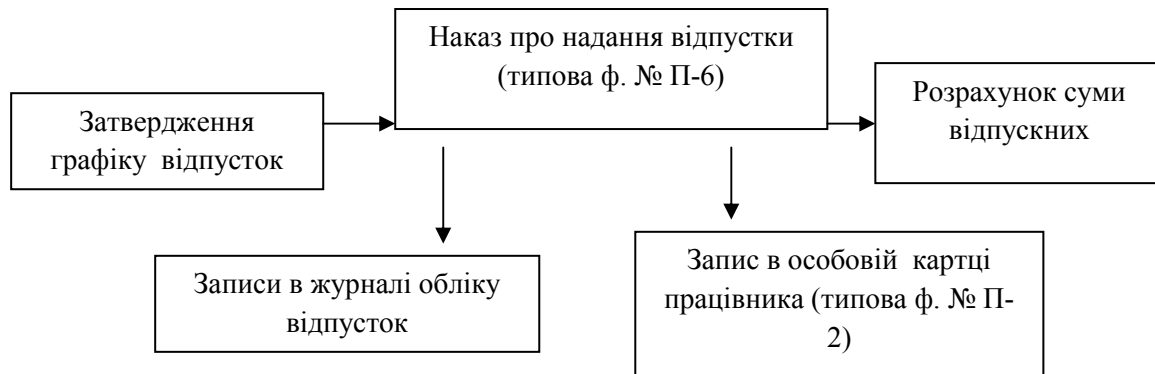 Наказ про надання відпустки
(типова ф. № П-6)
Затвердження
графіку відпусток
Розрахунок суми
відпускних
Записи в журналі обліку
відпусток
Запис в особовій картці
працівника (типова ф. № П-
2)